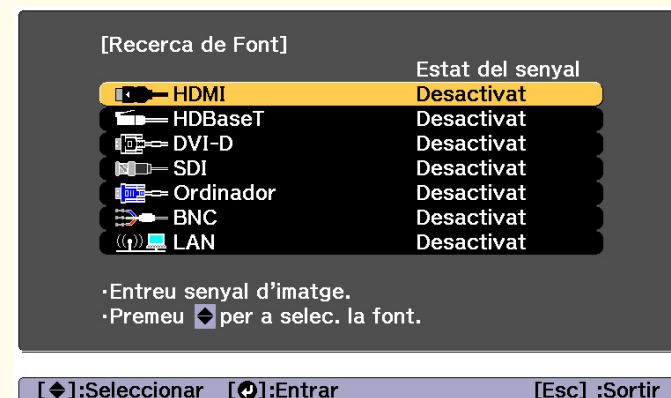 [Recerca de Font]
Estat del senyal
HDMI Desactivat
HDBaseT Desactivat
DVI-D Desactivat
SDI Desactivat
Ordinador Desactivat
BNC Desactivat
LAN Desactivat
·Entreu senyal d’imatge.
·Premeu per a selec. la font.
[ ]:Seleccionar [ ]:Entrar [Esc] :Sortir